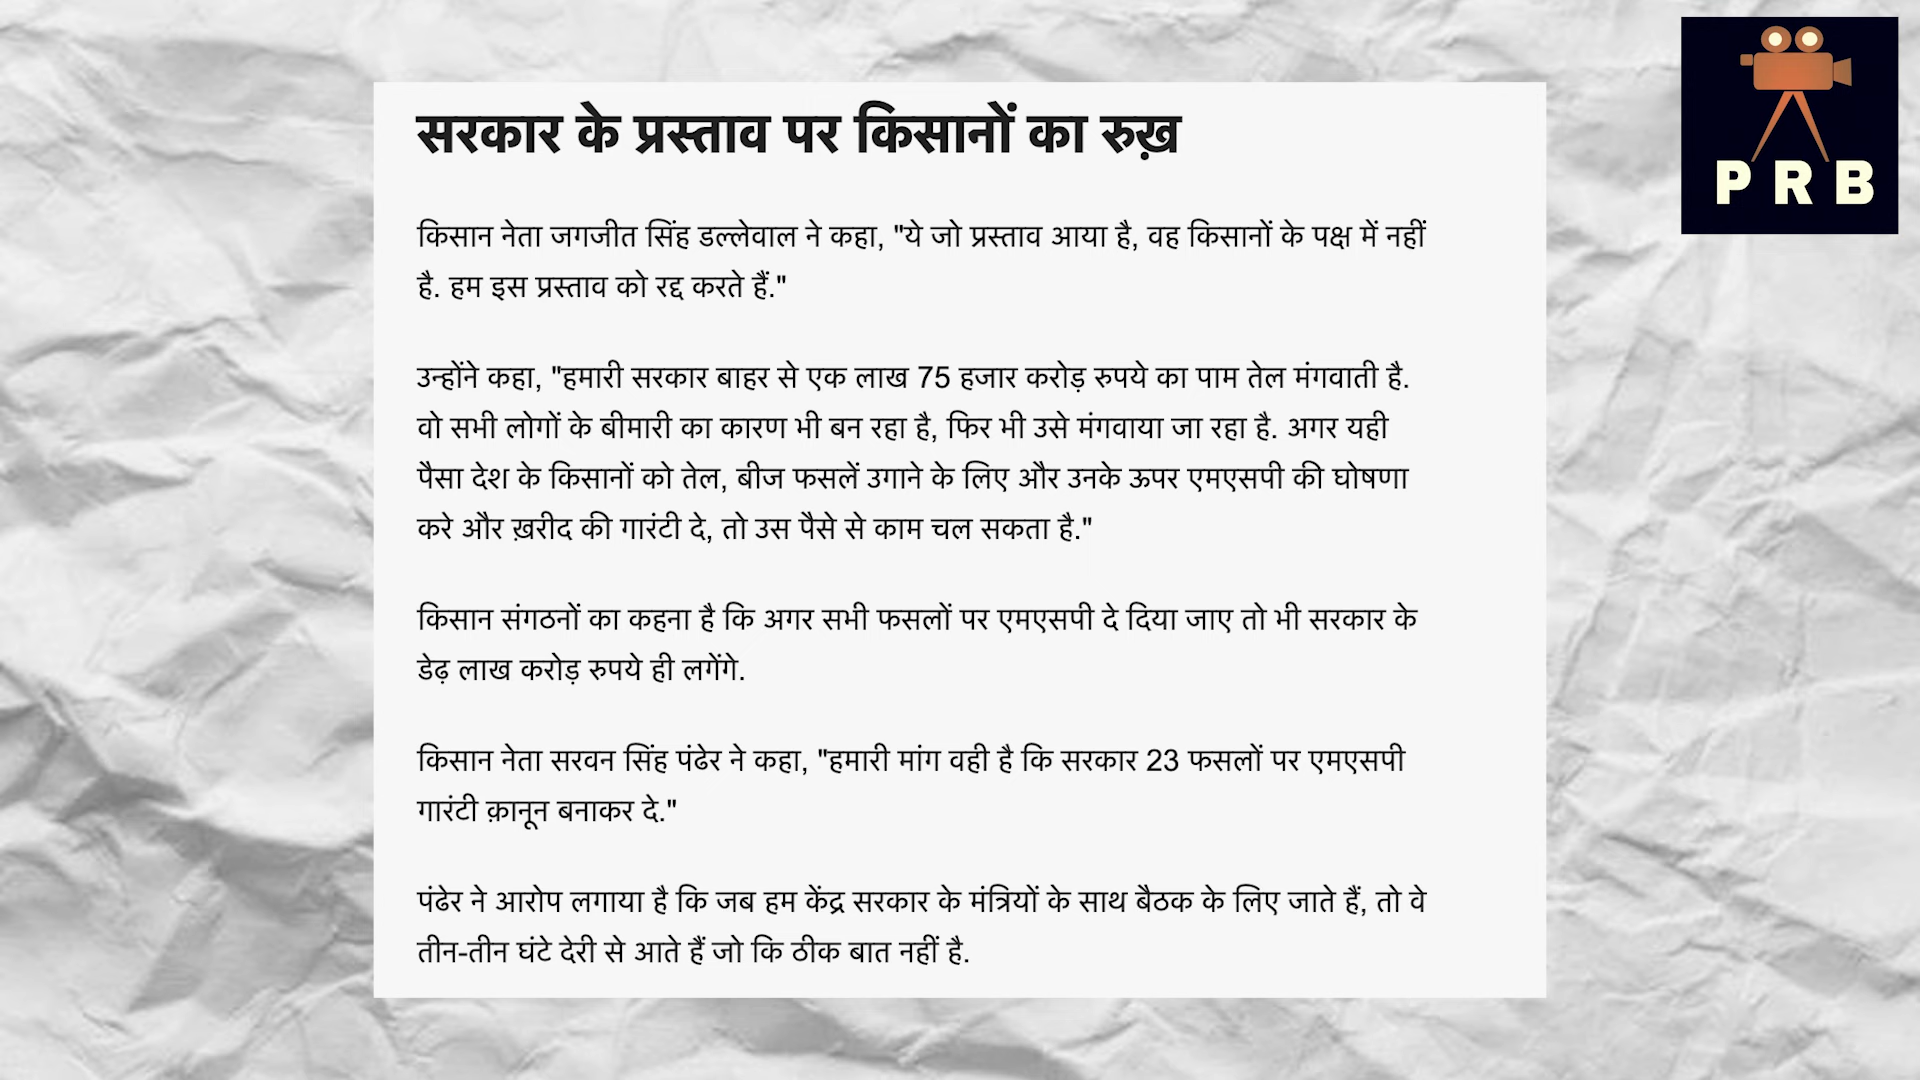 सरकार के प्रस्ताव पर किसानों का रुख़
किसान नेता जगजीत सिंह डल्लेवाल ने कहा, "ये जो प्रस्ताव आया है, वह किसानों के पक्ष में नहीं
है. हम इस प्रस्ताव को रद्द करते हैं."
उन्होंने कहा, "हमारी सरकार बाहर से एक लाख 75 हजार करोड़ रुपये का पाम तेल मंगवाती है.
वो सभी लोगों के बीमारी का कारण भी बन रहा है, फिर भी उसे मंगवाया जा रहा है. अगर यही
पैसा देश के किसानों को तेल, बीज फसलें उगाने के लिए और उनके ऊपर एमएसपी की घोषणा
करे और ख़रीद की गारंटी दे, तो उस पैसे से काम चल सकता है."
किसान संगठनों का कहना है कि अगर सभी फसलों पर एमएसपी दे दिया जाए तो भी सरकार के
डेढ़ लाख करोड़ रुपये ही लगेंगे.
किसान नेता सरवन सिंह पंढेर ने कहा, "हमारी मांग वही है कि सरकार 23 फसलों पर एमएसपी
गारंटी क़ानून बनाकर दे."
पंढेर ने आरोप लगाया है कि जब हम केंद्र सरकार के मंत्रियों के साथ बैठक के लिए जाते हैं, तो वे
तीन-तीन घंटे देरी से आते हैं जो कि ठीक बात नहीं है.
P R B